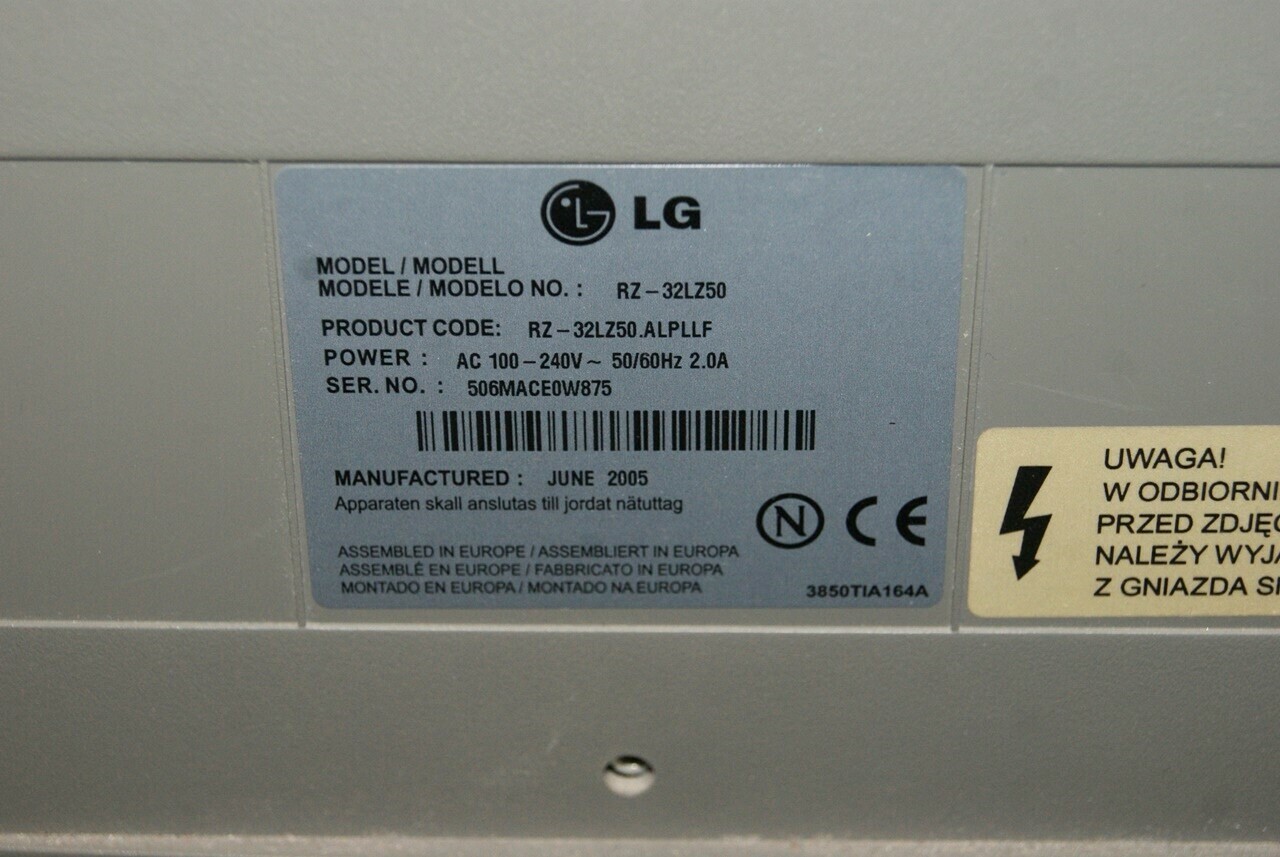 LG
MODEL / MODELL
MODELE / MODELO NO. : RZ-32LZ50
PRODUCT CODE: RZ-32LZ50.ALPLLF
POWER : AC 100-240V~ 50/60Hz 2.0A
SER. NO. : 506MACE0W875
MANUFACTURED : JUNE 2005
Apparaten skall anslutas till jordat nätuttag
N CE
ASSEMBLED IN EUROPE / ASSEMBLIERT IN EUROPA
ASSEMBLÉ EN EUROPE / FABBRICATO IN EUROPA
MONTADO EN EUROPA / MONTADO NA EUROPA
3850TIA164A
UWAGA!
W ODBIORNI
PRZED ZDJĘ
NALEŻY WYJ
Z GNIAZDA S